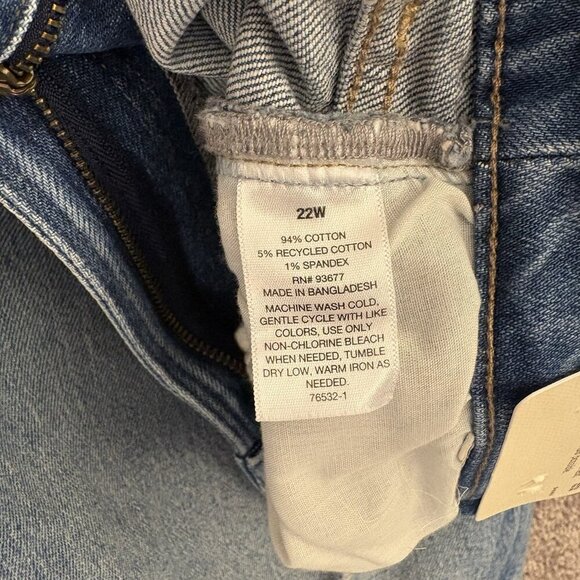 22W
94% COTTON
5% RECYCLED COTTON
1% SPANDEX
RN# 93677
MADE IN BANGLADESH
MACHINE WASH COLD,
GENTLE CYCLE WITH LIKE
COLORS, USE ONLY
NON-CHLORINE BLEACH
WHEN NEEDED, TUMBLE
DRY LOW, WARM IRON AS
NEEDED.
76532-1